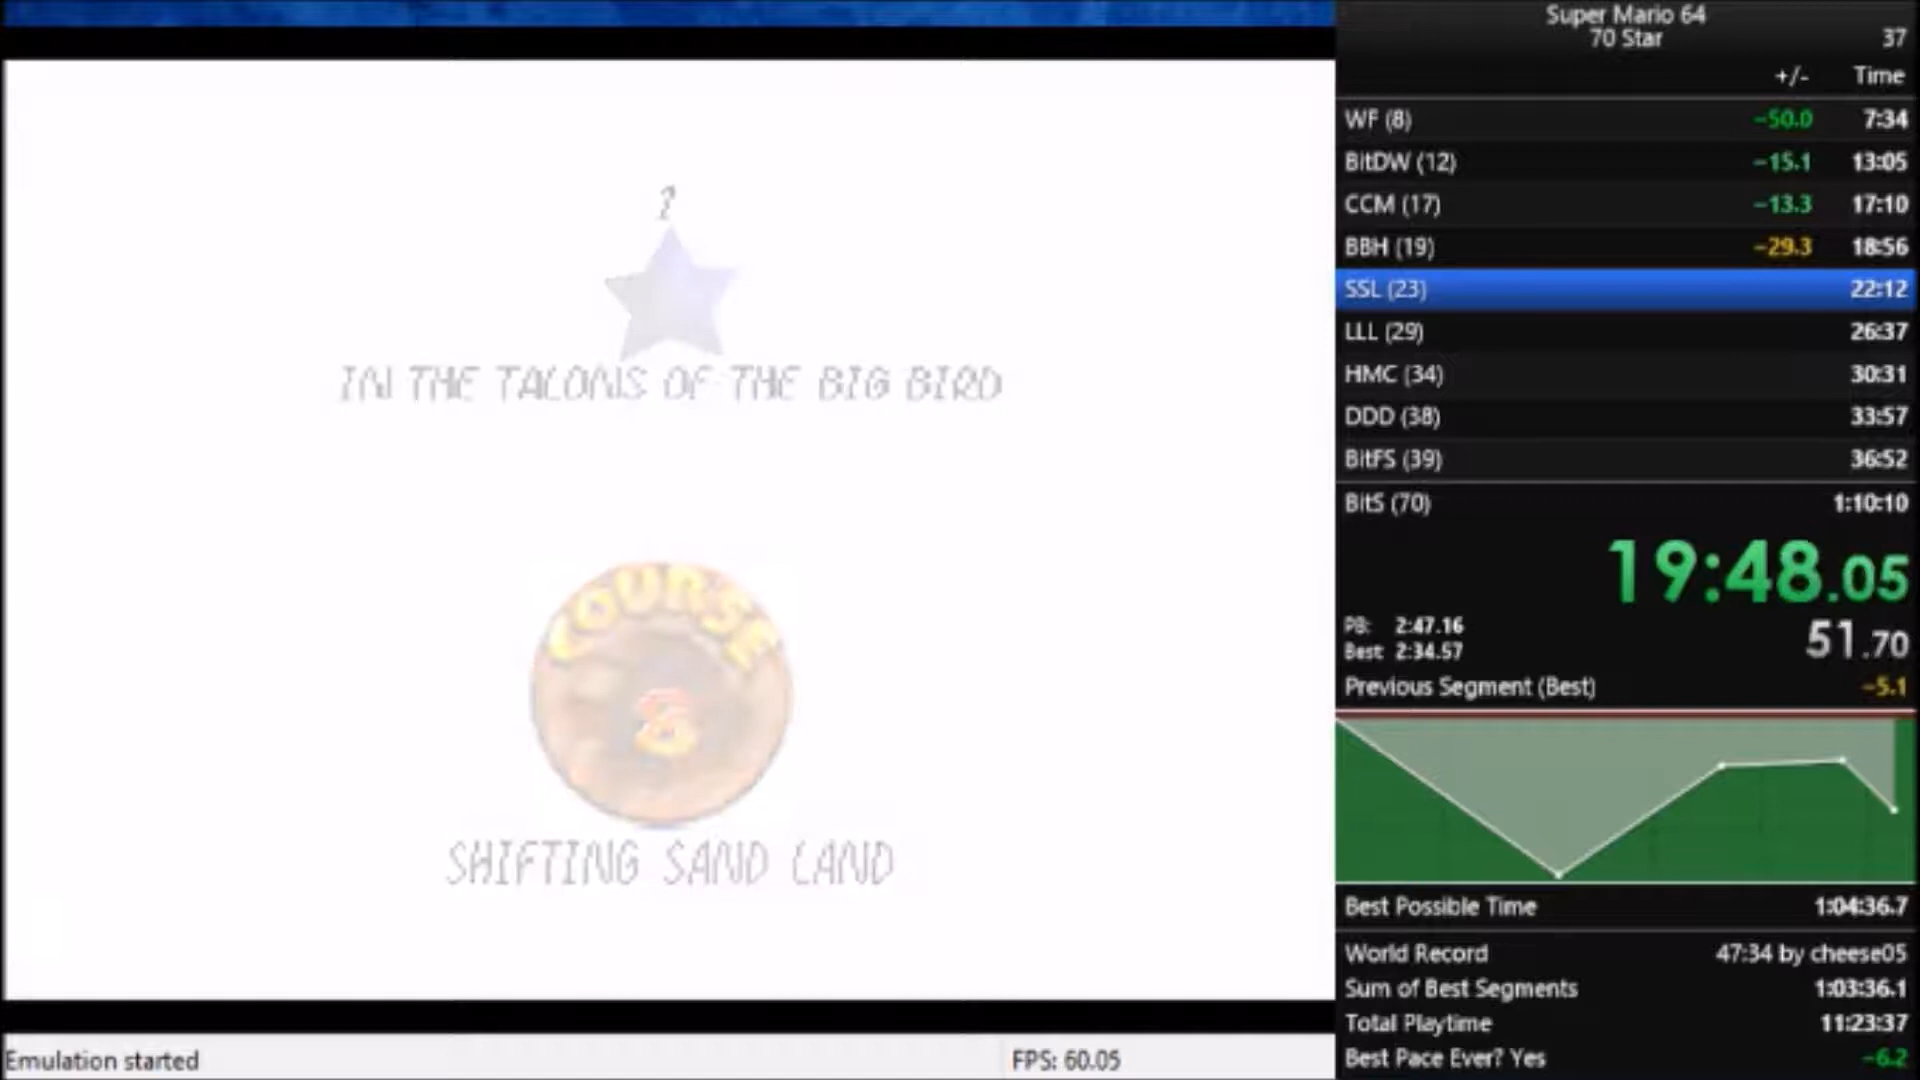 ?
IN THE TALONS OF THE BIG BIRD
COURSE
8
SHIFTING SAND LAND
Emulation started
FPS: 60.05
Super Mario 64
70 Star
37
+/- Time
WF (8) -50.0 7:34
BitDW (12) -15.1 13:05
CCM (17) -13.3 17:10
BBH (19) -29.3 18:56
SSL (23) 22:12
LLL (29) 26:37
HMC (34) 30:31
DDD (38) 33:57
BitFS (39) 36:52
BitS (70) 1:10:10
19:48.05
PB: 2:47.16
Best: 2:34.57
51.70
Previous Segment (Best) -5.1
Best Possible Time 1:04:36.7
World Record 47:34 by cheese05
Sum of Best Segments 1:03:36.1
Total Playtime 11:23:37
Best Pace Ever? Yes -6.2